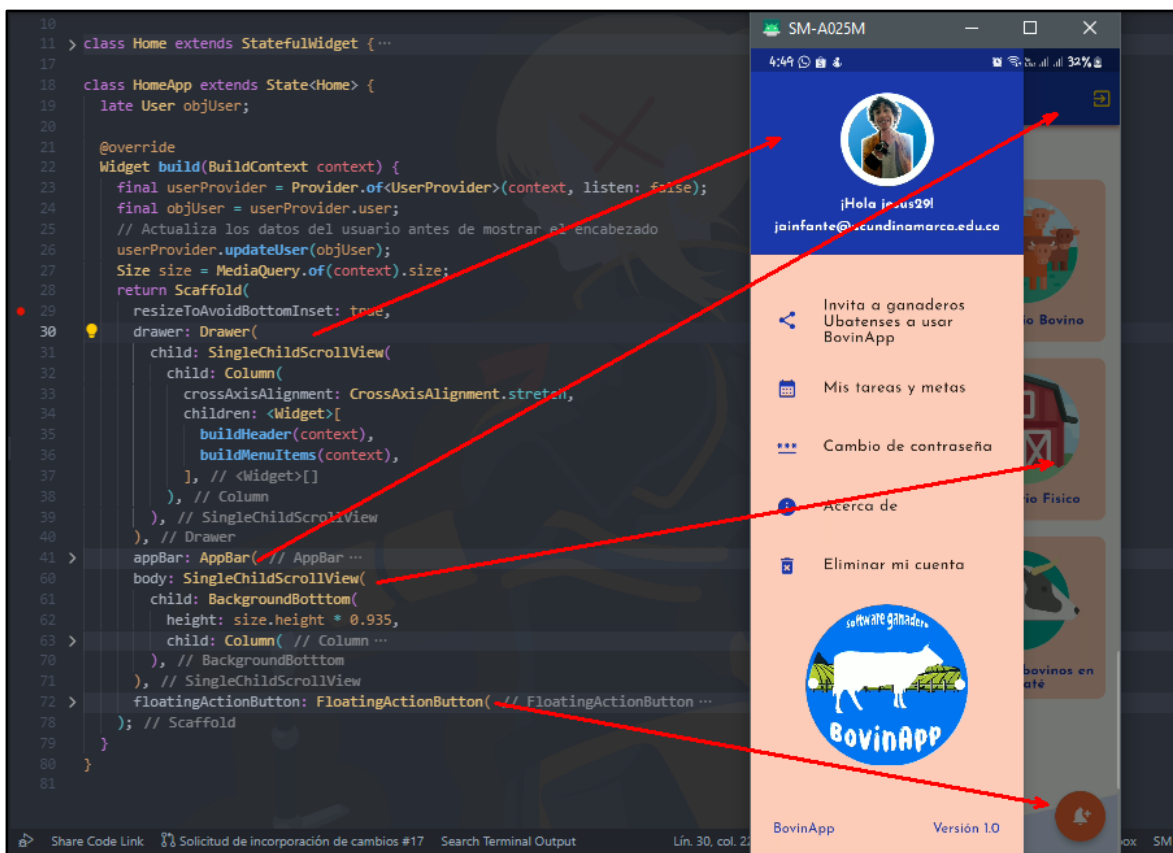 10
11 > class Home extends StatefulWidget { ...
17
18 class HomeApp extends State<Home> {
19 late User objUser;
20
21 @override
22 Widget build(BuildContext context) {
23 final userProvider = Provider.of<UserProvider>(context, listen: false);
24 final objUser = userProvider.user;
25 // Actualiza los datos del usuario antes de mostrar el encabezado
26 userProvider.updateUser(objUser);
27 Size size = MediaQuery.of(context).size;
28 return Scaffold(
29 resizeToAvoidBottomInset: true,
30 drawer: Drawer(
31 child: SingleChildScrollView(
32 child: Column(
33 crossAxisAlignment: CrossAxisAlignment.stretch,
34 children: <Widget>[
35 buildHeader(context),
36 buildMenuItems(context),
37 ], // <Widget>[]
38 ), // Column
39 ), // SingleChildScrollView
40 ), // Drawer
41 > appBar: AppBar( // AppBar ...
60 body: SingleChildScrollView(
61 child: BackgroundBotttom(
62 height: size.height * 0.935,
63 > child: Column( // Column ...
70 ), // BackgroundBotttom
71 ), // SingleChildScrollView
72 > floatingActionButton: FloatingActionButton( // FloatingActionButton ...
78 ); // Scaffold
79 }
80 }
81
Share Code Link Solicitud de incorporación de cambios #17 Search Terminal Output Lín. 30, col. 22
SM-A025M
4:49 32%
¡Hola jesus29!
jainfante@ucundinamarca.edu.co
Invita a ganaderos
Ubatenses a usar
BovinApp
Mis tareas y metas
Cambio de contraseña
Acerca de
Eliminar mi cuenta
software ganadero
BovinApp
BovinApp Versión 1.0
io Bovino
io Fisico
bovinos en
até
ox SM